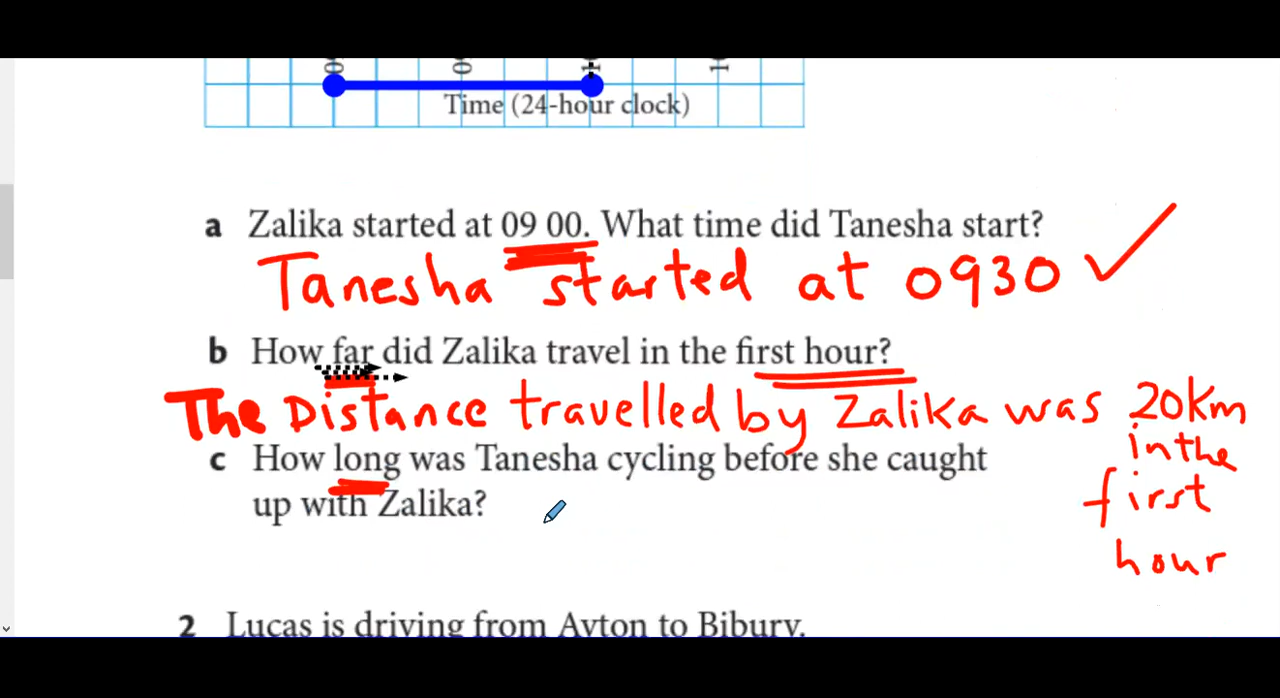 Time (24-hour clock)
a Zalika started at 09 00. What time did Tanesha start?
Tanesha started at 0930
b How far did Zalika travel in the first hour?
The Distance travelled by Zalika was 20km
in the
first
hour
c How long was Tanesha cycling before she caught
up with Zalika?
2 Lucas is driving from Ayton to Bibury.